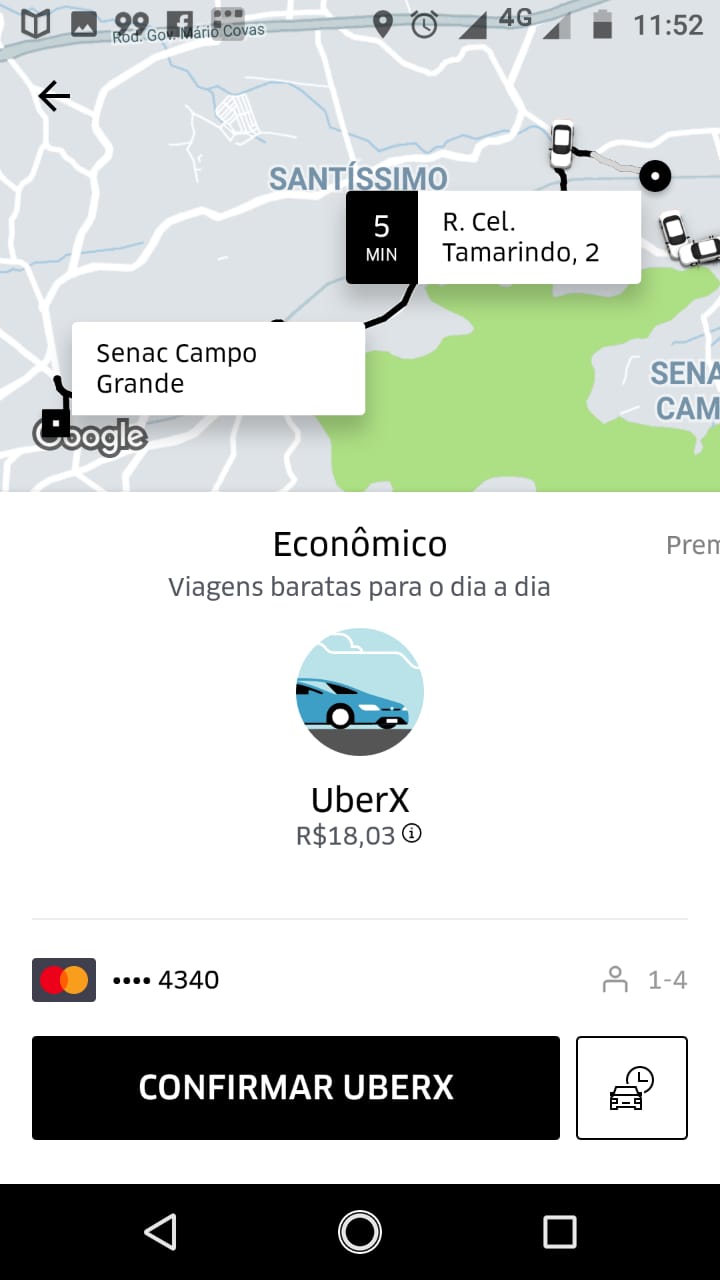 99
4G
11:52
Rod. Gov. Mário Covas
SANTÍSSIMO
5
MIN
R. Cel.
Tamarindo, 2
Senac Campo
Grande
SENA
CAM
Google
Econômico
Prem
Viagens baratas para o dia a dia
UberX
R$18,03
•••• 4340
1-4
CONFIRMAR UBERX